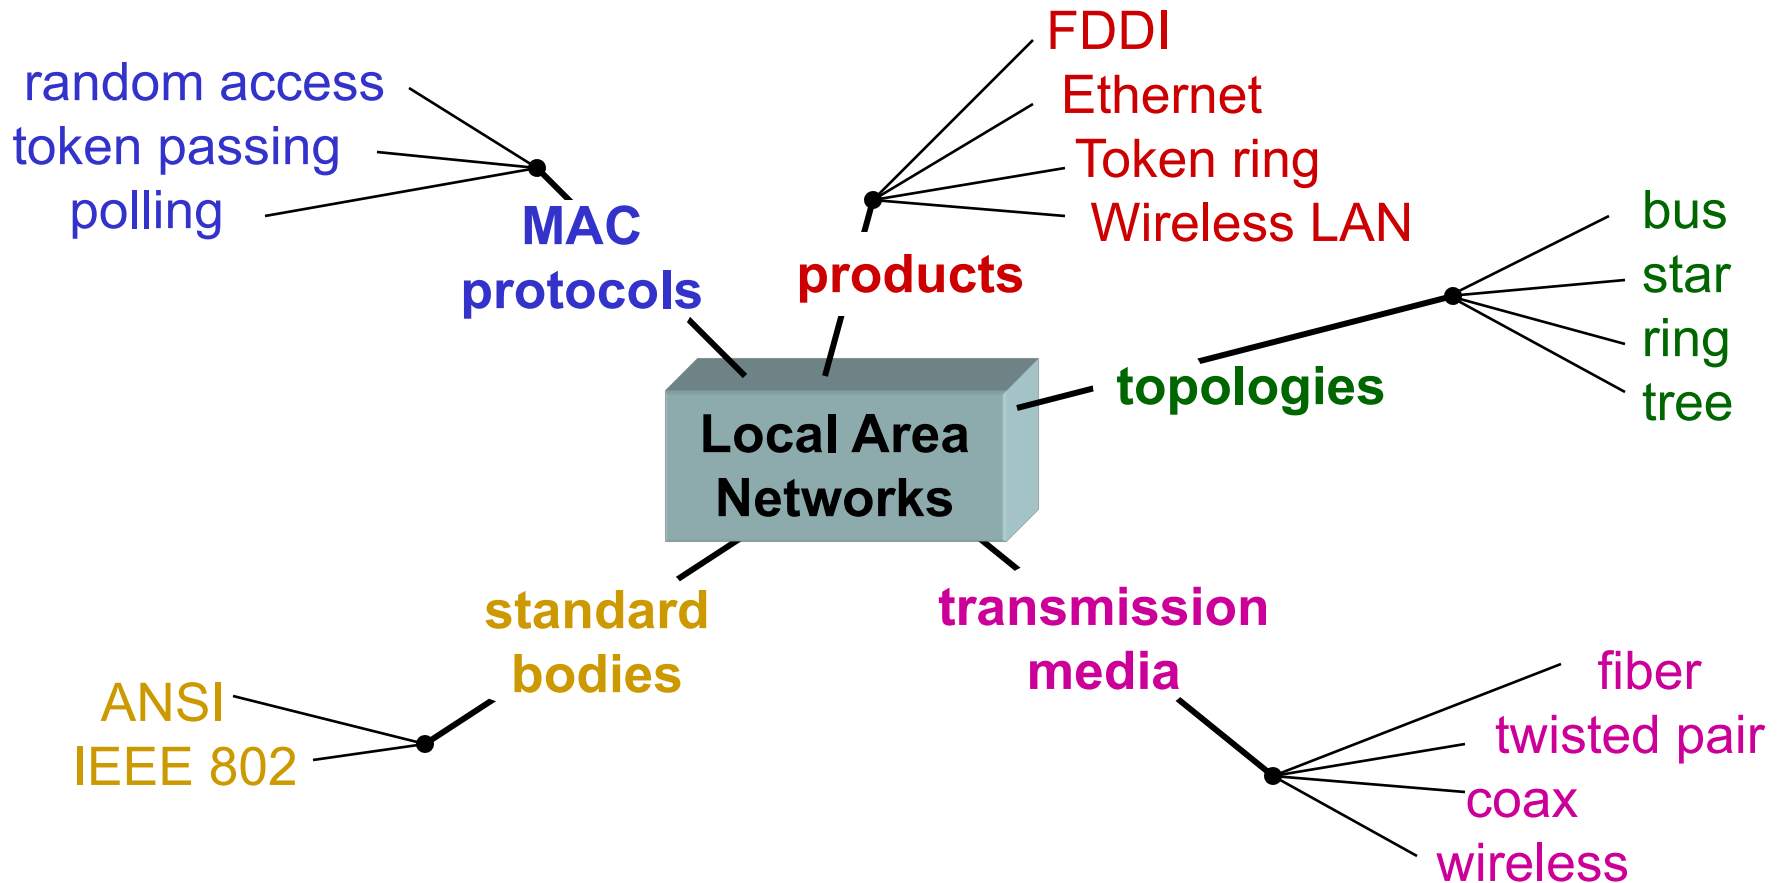 random access
token passing
polling
MAC
protocols
FDDI
Ethernet
Token ring
Wireless LAN
products
bus
star
ring
tree
topologies
Local Area
Networks
standard
bodies
ANSI
IEEE 802
transmission
media
fiber
twisted pair
coax
wireless